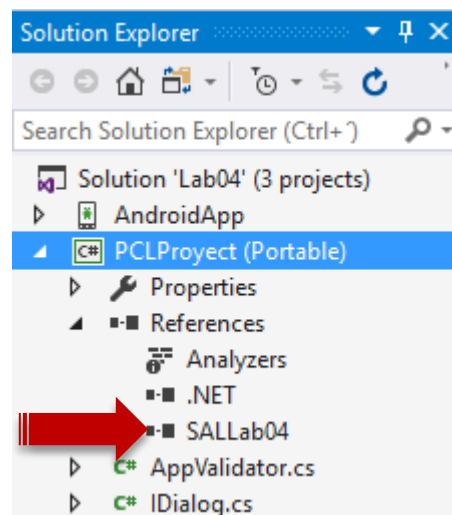 Solution Explorer
Search Solution Explorer (Ctrl+´)
Solution 'Lab04' (3 projects)
AndroidApp
C# PCLProyect (Portable)
Properties
References
Analyzers
.NET
SALLab04
C# AppValidator.cs
C# IDialog.cs